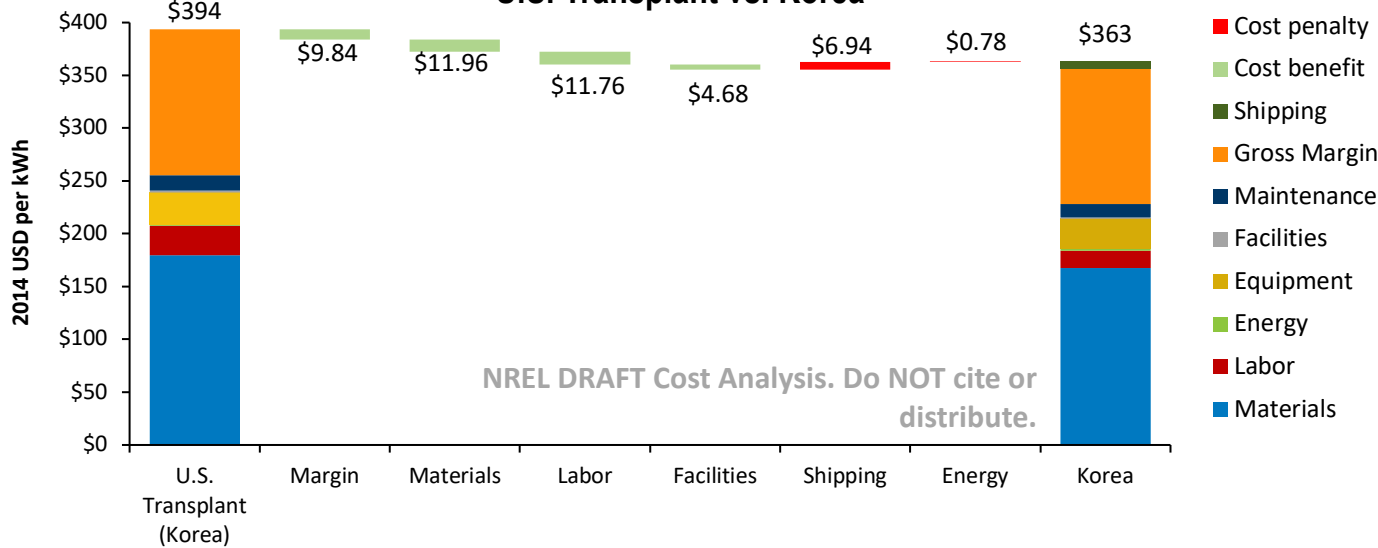 U.S. Transplant vs. Korea
$394
$9.84
$11.96
$11.76
$4.68
$6.94
$0.78
$363
2014 USD per kWh
$400
$350
$300
$250
$200
$150
$100
$50
$0
NREL DRAFT Cost Analysis. Do NOT cite or
distribute.
U.S.
Transplant
(Korea)
Margin
Materials
Labor
Facilities
Shipping
Energy
Korea
Cost penalty
Cost benefit
Shipping
Gross Margin
Maintenance
Facilities
Equipment
Energy
Labor
Materials